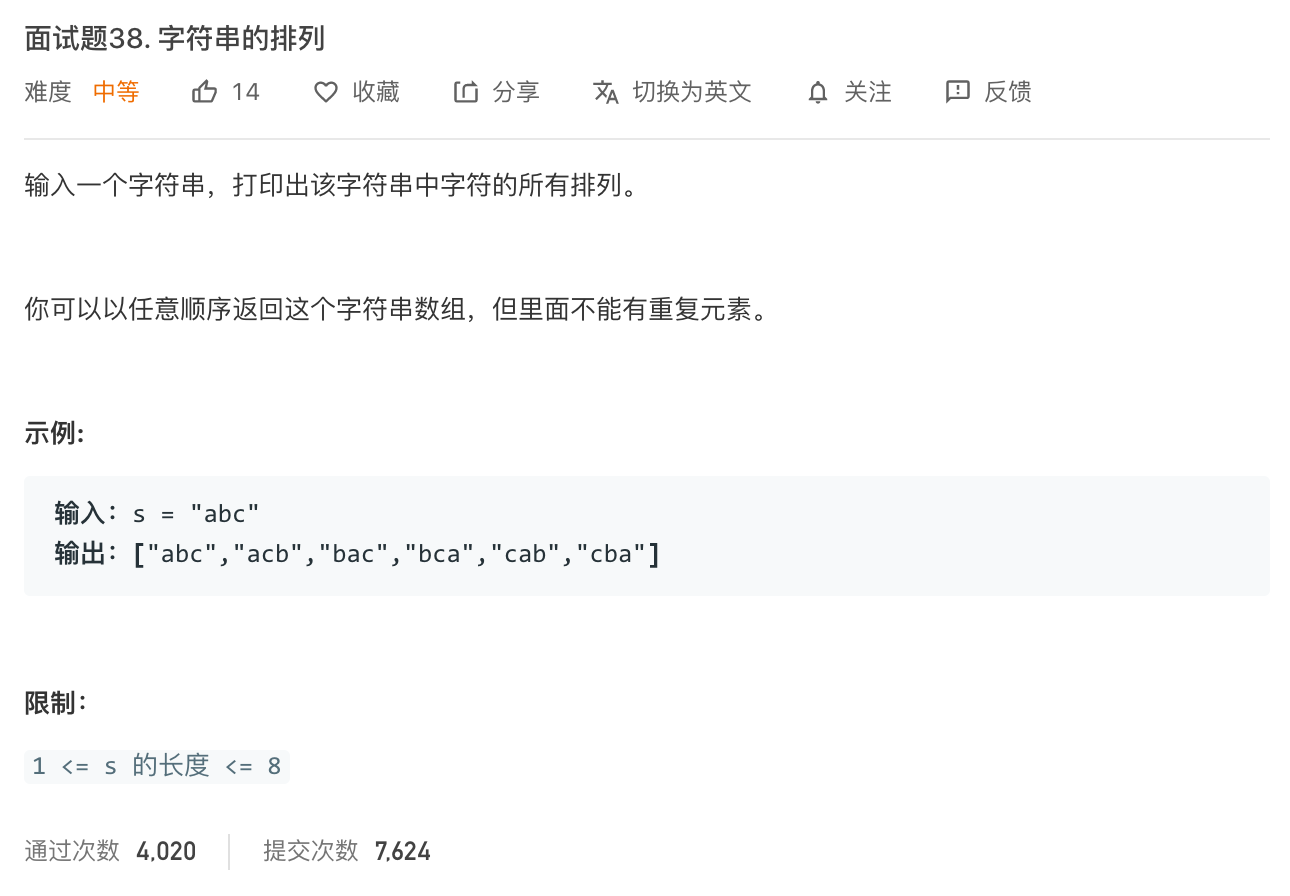 面试题38. 字符串的排列
难度 中等 14 收藏 分享 切换为英文 关注 反馈
输入一个字符串，打印出该字符串中字符的所有排列。
你可以以任意顺序返回这个字符串数组，但里面不能有重复元素。
示例:
输入：s = "abc"
输出：["abc","acb","bac","bca","cab","cba"]
限制：
1 <= s 的长度 <= 8
通过次数 4,020 提交次数 7,624